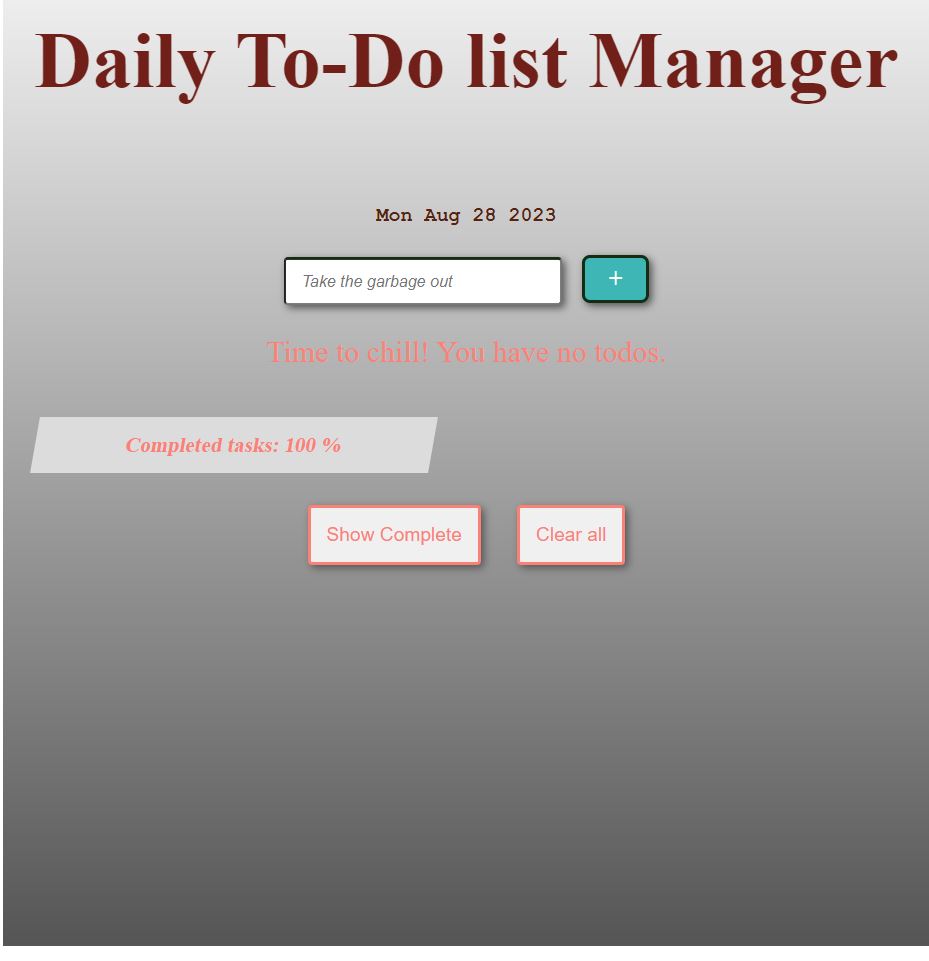 Daily To-Do list Manager
Mon Aug 28 2023
Take the garbage out
+
Time to chill! You have no todos.
Completed tasks: 100 %
Show Complete
Clear all